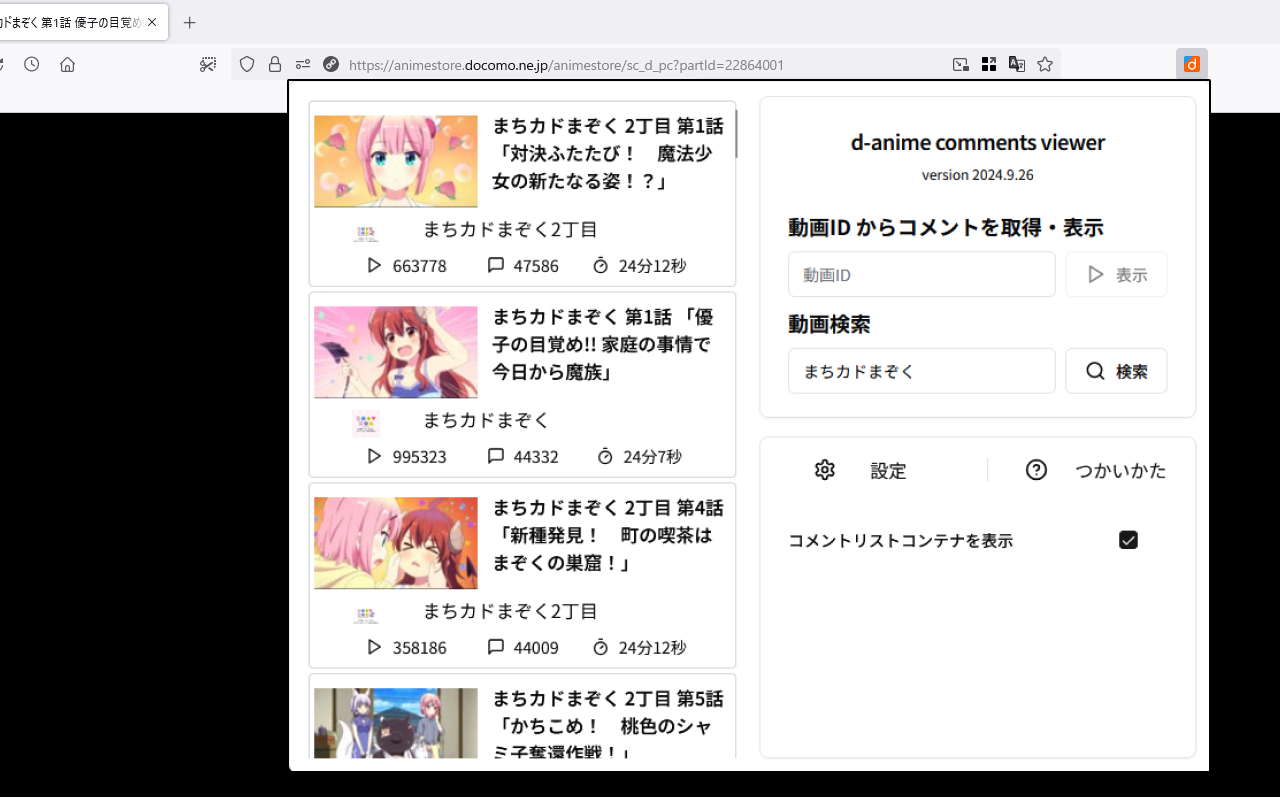 カドまぞく 第1話 優子の目覚め
https://animestore.docomo.ne.jp/animestore/sc_d_pc?partId=22864001
まちカドまぞく 2丁目 第1話
「対決ふたたび！　魔法少
女の新たなる姿！？」
まちカドまぞく2丁目
663778 47586 24分12秒
まちカドまぞく 第1話 「優
子の目覚め!! 家庭の事情で
今日から魔族」
まちカドまぞく
995323 44332 24分7秒
まちカドまぞく 2丁目 第4話
「新種発見！　町の喫茶は
まぞくの巣窟！」
まちカドまぞく2丁目
358186 44009 24分12秒
まちカドまぞく 2丁目 第5話
「かちこめ！　桃色のシャ
ミ子奪還作戦！」
d-anime comments viewer
version 2024.9.26
動画ID からコメントを取得・表示
動画ID 表示
動画検索
まちカドまぞく 検索
設定 つかいかた
コメントリストコンテナを表示